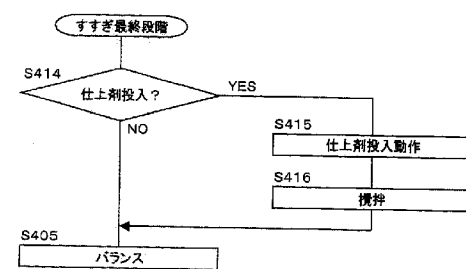 すすぎ最終段階
S414
仕上剤投入？
YES
NO
S415
仕上剤投入動作
S416
攪拌
S405
バランス